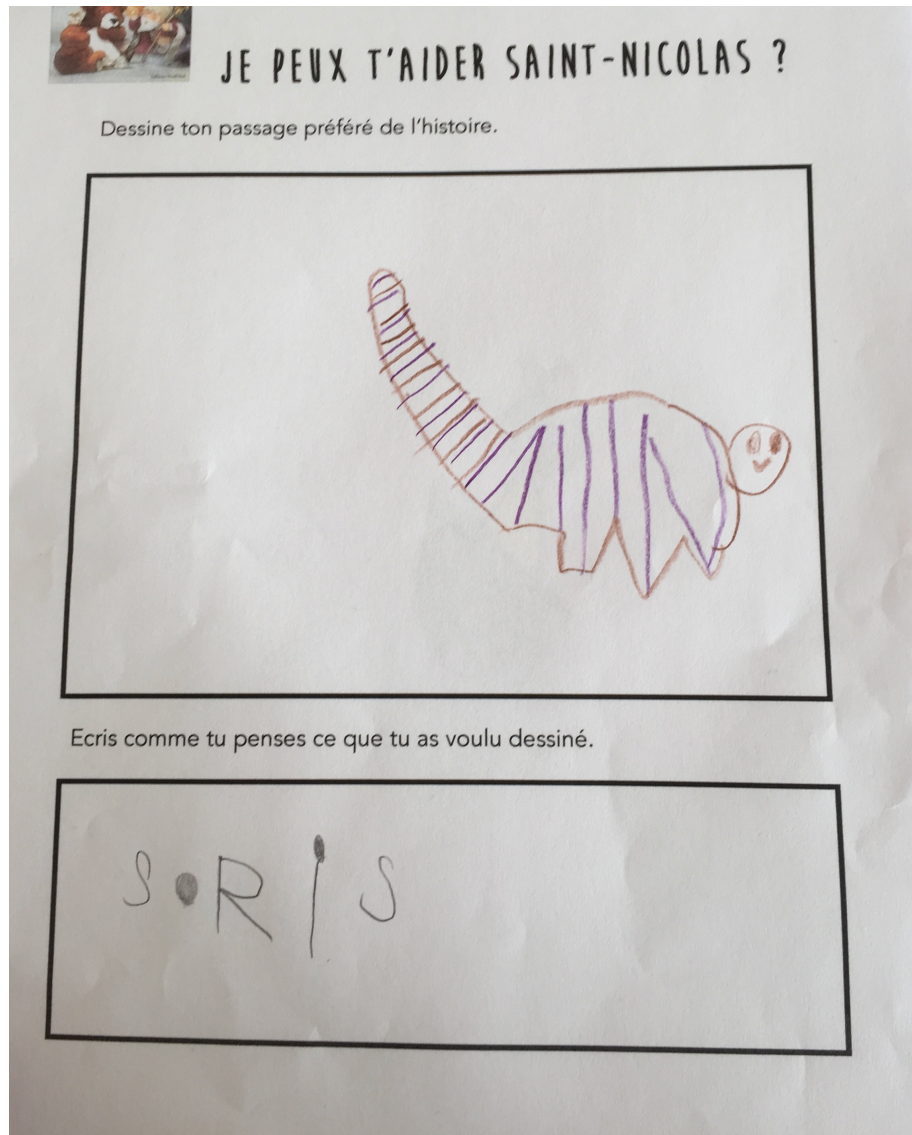 JE PEUX T'AIDER SAINT-NICOLAS ?
Dessine ton passage préféré de l'histoire.
Ecris comme tu penses ce que tu as voulu dessiné.
S•RiS